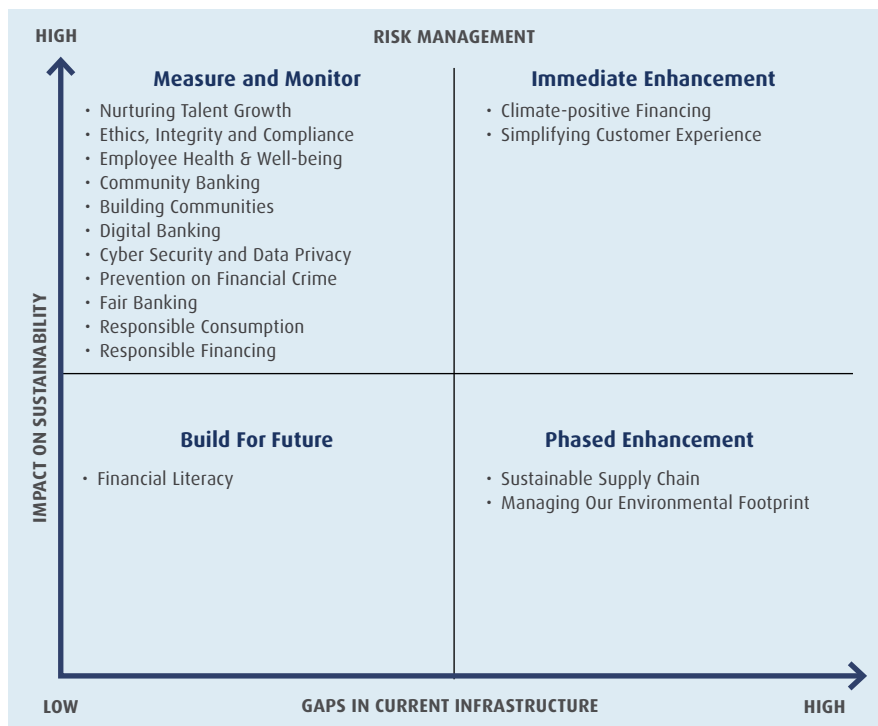 HIGH
RISK MANAGEMENT
Measure and Monitor
• Nurturing Talent Growth
• Ethics, Integrity and Compliance
• Employee Health & Well-being
• Community Banking
• Building Communities
• Digital Banking
• Cyber Security and Data Privacy
• Prevention on Financial Crime
• Fair Banking
• Responsible Consumption
• Responsible Financing
Immediate Enhancement
• Climate-positive Financing
• Simplifying Customer Experience
IMPACT ON SUSTAINABILITY
Build For Future
• Financial Literacy
Phased Enhancement
• Sustainable Supply Chain
• Managing Our Environmental Footprint
LOW
GAPS IN CURRENT INFRASTRUCTURE
HIGH